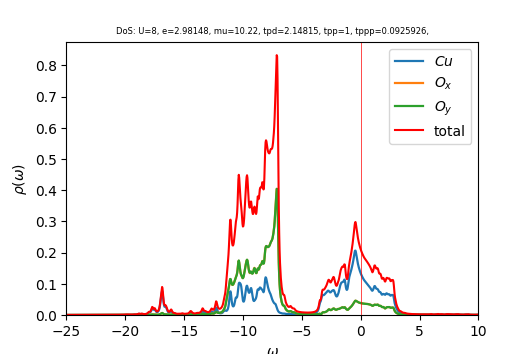 DoS: U=8, e=2.98148, mu=10.22, tpd=2.14815, tpp=1, tppp=0.0925926,
ρ(ω)
0.8
0.7
0.6
0.5
0.4
0.3
0.2
0.1
0.0
Cu
Oₓ
O_y
total
−25 −20 −15 −10 −5 0 5 10
ω